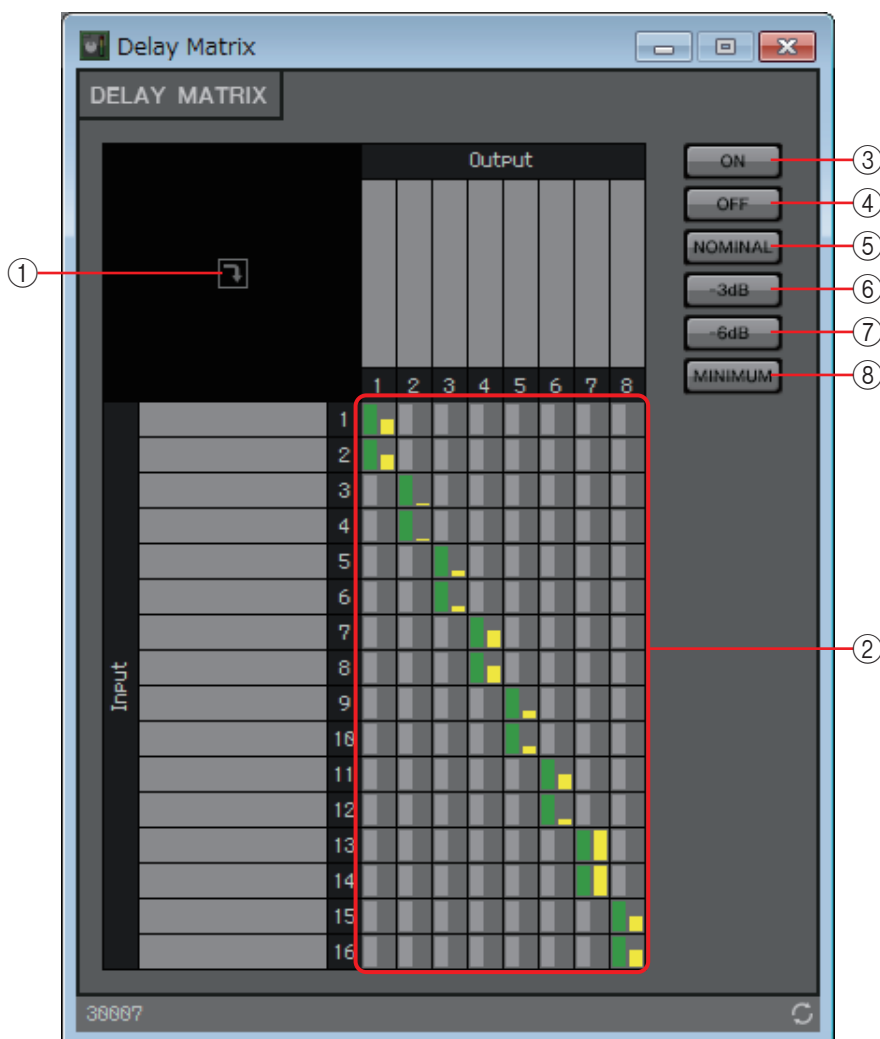 Delay Matrix
DELAY MATRIX
Output
1 2 3 4 5 6 7 8
Input
1
2
3
4
5
6
7
8
9
10
11
12
13
14
15
16
ON ③
OFF ④
NOMINAL ⑤
-3dB ⑥
-6dB ⑦
MINIMUM ⑧
①
②
30007